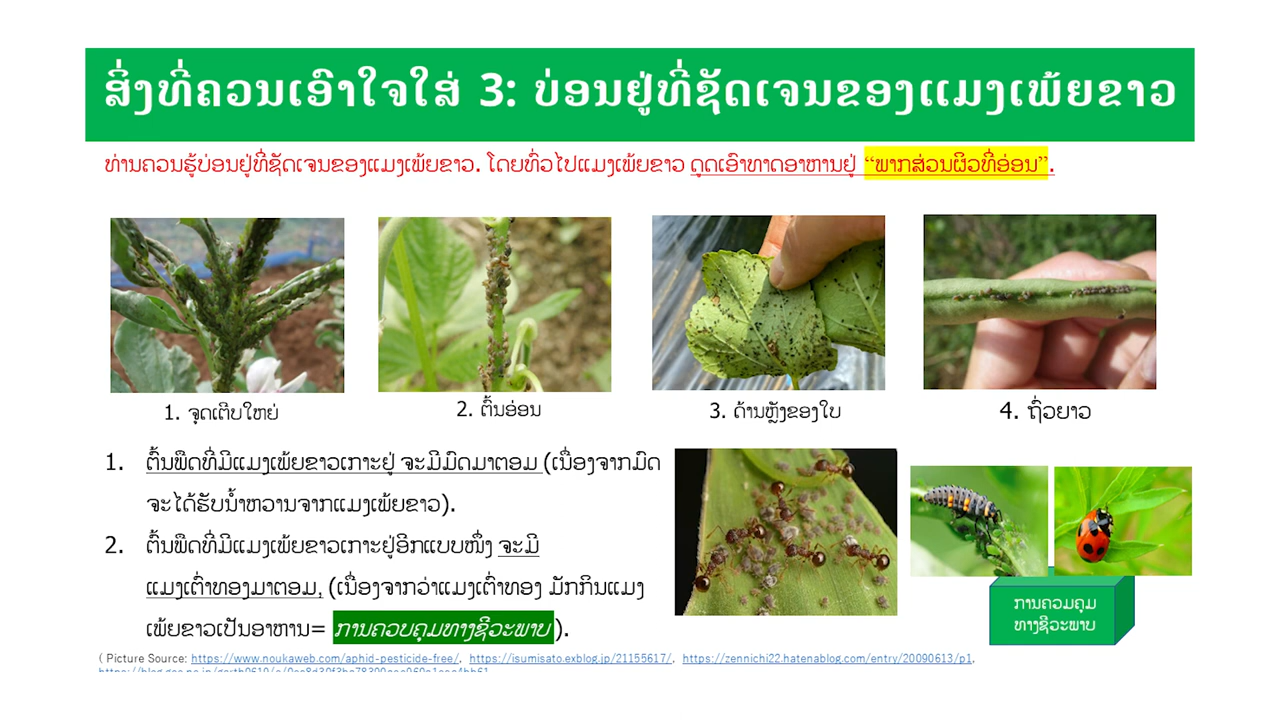 ສິ່ງທີ່ຄວນເອົາໃຈໃສ່ 3: ບ່ອນຢູ່ທີ່ຊັດເຈນຂອງແມງເພ້ຍຂາວ
ທ່ານຄວນຮູ້ບ່ອນຢູ່ທີ່ຊັດເຈນຂອງແມງເພ້ຍຂາວ. ໂດຍທົ່ວໄປແມງເພ້ຍຂາວ ດູດເອົາທາດອາຫານຢູ່ “ພາກສ່ວນຜິວທີ່ອ່ອນ”.
1. ຈຸດເຕີບໃຫຍ່
2. ຕົ້ນອ່ອນ
3. ດ້ານຫຼັງຂອງໃບ
4. ຖົ່ວຍາວ
1. ຕົ້ນພືດທີ່ມີແມງເພ້ຍຂາວເກາະຢູ່ ຈະມີມົດມາຕອມ (ເນື່ອງຈາກມົດ
ຈະໄດ້ຮັບນ້ຳຫວານຈາກແມງເພ້ຍຂາວ).
2. ຕົ້ນພືດທີ່ມີແມງເພ້ຍຂາວເກາະຢູ່ອີກແບບໜຶ່ງ ຈະມີ
ແມງເຕົ່າທອງມາຕອມ, (ເນື່ອງຈາກວ່າແມງເຕົ່າທອງ ມັກກິນແມງ
ເພ້ຍຂາວເປັນອາຫານ= ການຄວບຄຸມທາງຊີວະພາບ).
ການຄວມຄຸມ
ທາງຊີວະພາບ
( Picture Source: https://www.noukaweb.com/aphid-pesticide-free/, https://isumisato.exblog.jp/21155617/, https://zennichi22.hatenablog.com/entry/20090613/p1,